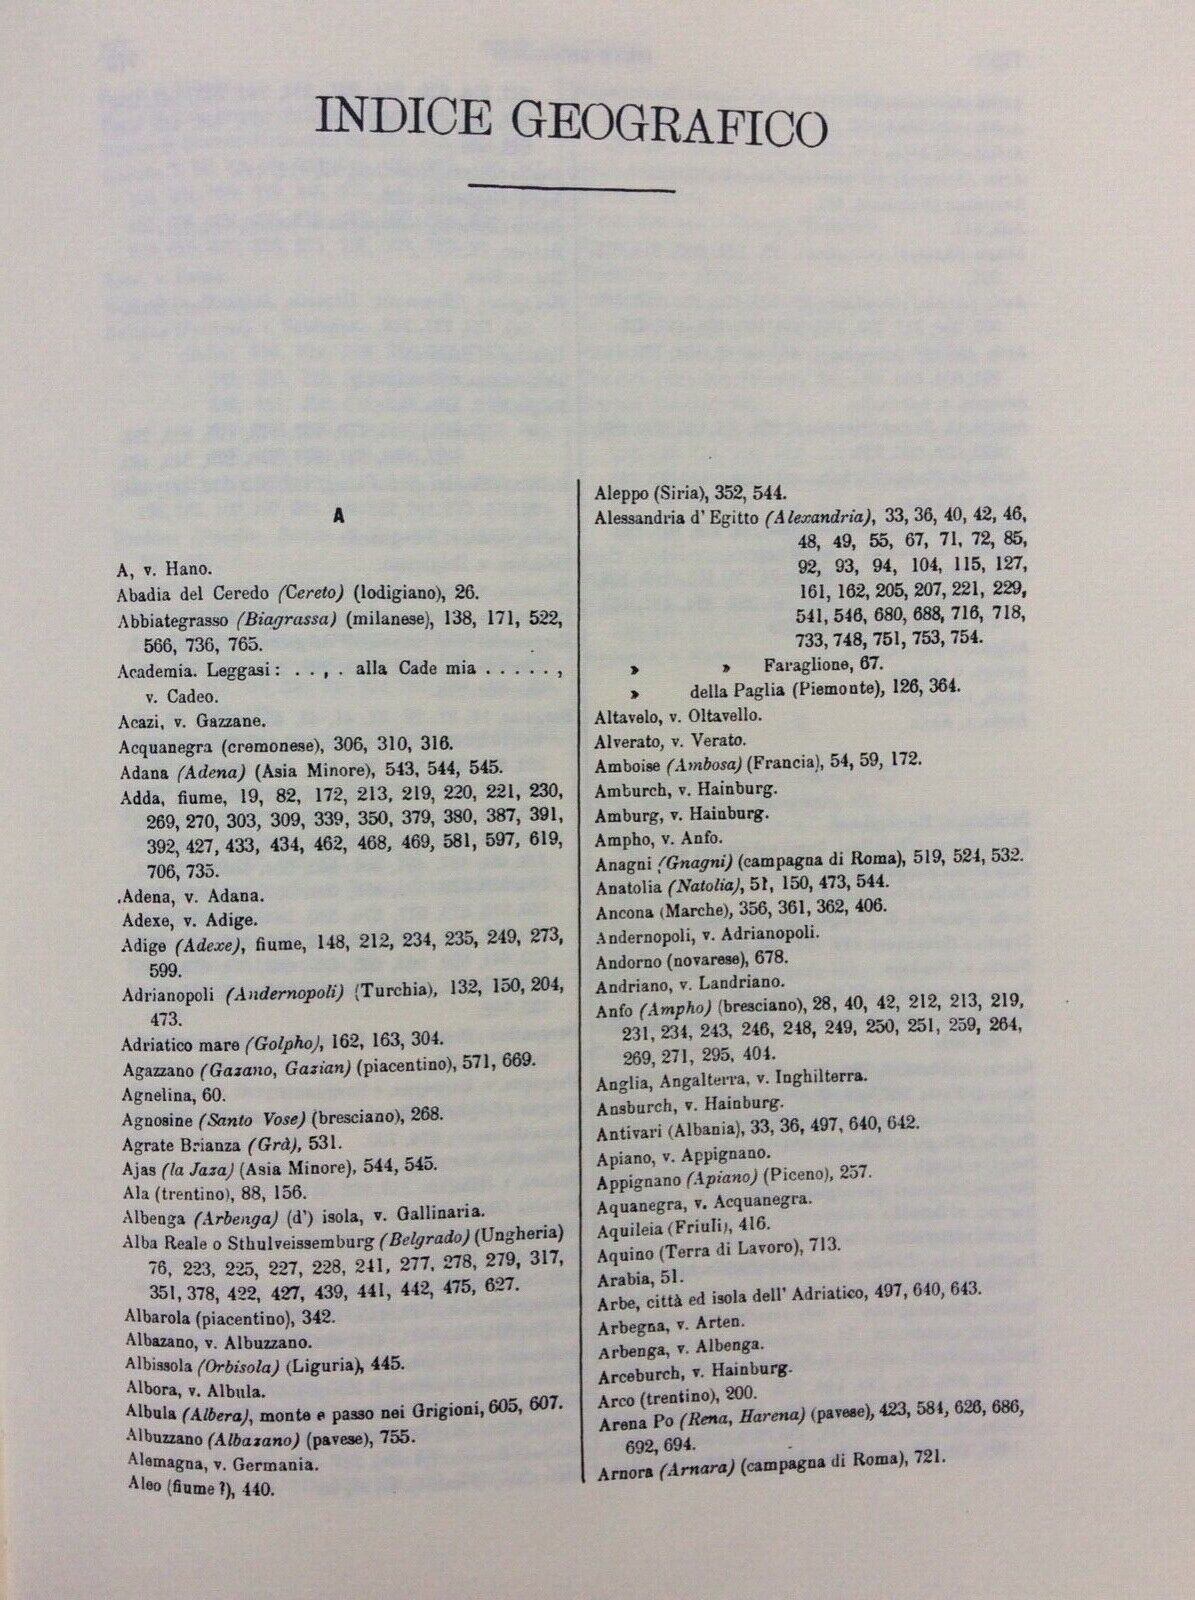 INDICE GEOGRAFICO
A
A, v. Hano.
Abadia del Ceredo (Cereto) (lodigiano), 26.
Abbiategrasso (Biagrassa) (milanese), 138, 171, 522,
566, 736, 765.
Academia. Leggasi: . . , . alla Cade mia . . . . . ,
v. Cadeo.
Acazi, v. Gazzane.
Acquanegra (cremonese), 306, 310, 316.
Adana (Adena) (Asia Minore), 543, 544, 545.
Adda, fiume, 19, 82, 172, 213, 219, 220, 221, 230,
269, 270, 303, 309, 339, 350, 379, 380, 387, 391,
392, 427, 433, 434, 462, 468, 469, 581, 597, 619,
706, 735.
Adena, v. Adana.
Adexe, v. Adige.
Adige (Adexe), fiume, 148, 212, 234, 235, 249, 273,
599.
Adrianopoli (Andernopoli) (Turchia), 132, 150, 204,
473.
Adriatico mare (Golpho), 162, 163, 304.
Agazzano (Gazano, Gazian) (piacentino), 571, 669.
Agnelina, 60.
Agnosine (Santo Vose) (bresciano), 268.
Agrate Brianza (Grà), 531.
Ajas (la Jaza) (Asia Minore), 544, 545.
Ala (trentino), 88, 156.
Albenga (Arbenga) (d') isola, v. Gallinaria.
Alba Reale o Sthulveissemburg (Belgrado) (Ungheria)
76, 223, 225, 227, 228, 241, 277, 278, 279, 317,
351, 378, 422, 427, 439, 441, 442, 475, 627.
Albarola (piacentino), 342.
Albazano, v. Albuzzano.
Albissola (Orbisola) (Liguria), 445.
Albora, v. Albula.
Albula (Albera), monte e passo nei Grigioni, 605, 607.
Albuzzano (Albazano) (pavese), 755.
Alemagna, v. Germania.
Aleo (fiume?), 440.
Aleppo (Siria), 352, 544.
Alessandria d' Egitto (Alexandria), 33, 36, 40, 42, 46,
48, 49, 55, 67, 71, 72, 85,
92, 93, 94, 104, 115, 127,
161, 162, 205, 207, 221, 229,
541, 546, 680, 688, 716, 718,
733, 748, 751, 753, 754.
» » Faraglione, 67.
» della Paglia (Piemonte), 126, 364.
Altavelo, v. Oltavello.
Alverato, v. Verato.
Amboise (Ambosa) (Francia), 54, 59, 172.
Amburch, v. Hainburg.
Amburg, v. Hainburg.
Ampho, v. Anfo.
Anagni (Gnagni) (campagna di Roma), 519, 524, 532.
Anatolia (Natolia), 51, 150, 473, 544.
Ancona (Marche), 356, 361, 362, 406.
Andernopoli, v. Adrianopoli.
Andorno (novarese), 678.
Andriano, v. Landriano.
Anfo (Ampho) (bresciano), 28, 40, 42, 212, 213, 219,
231, 234, 243, 246, 248, 249, 250, 251, 259, 264,
269, 271, 295, 404.
Anglia, Angalterra, v. Inghilterra.
Ansburch, v. Hainburg.
Antivari (Albania), 33, 36, 497, 640, 642.
Apiano, v. Appignano.
Appignano (Apiano) (Piceno), 257.
Aquanegra, v. Acquanegra.
Aquileia (Friuli), 416.
Aquino (Terra di Lavoro), 713.
Arabia, 51.
Arbe, città ed isola dell' Adriatico, 497, 640, 643.
Arbegna, v. Arten.
Arbenga, v. Albenga.
Arceburch, v. Hainburg.
Arco (trentino), 200.
Arena Po (Rena, Harena) (pavese), 423, 584, 626, 686,
692, 694.
Arnora (Arnara) (campagna di Roma), 721.